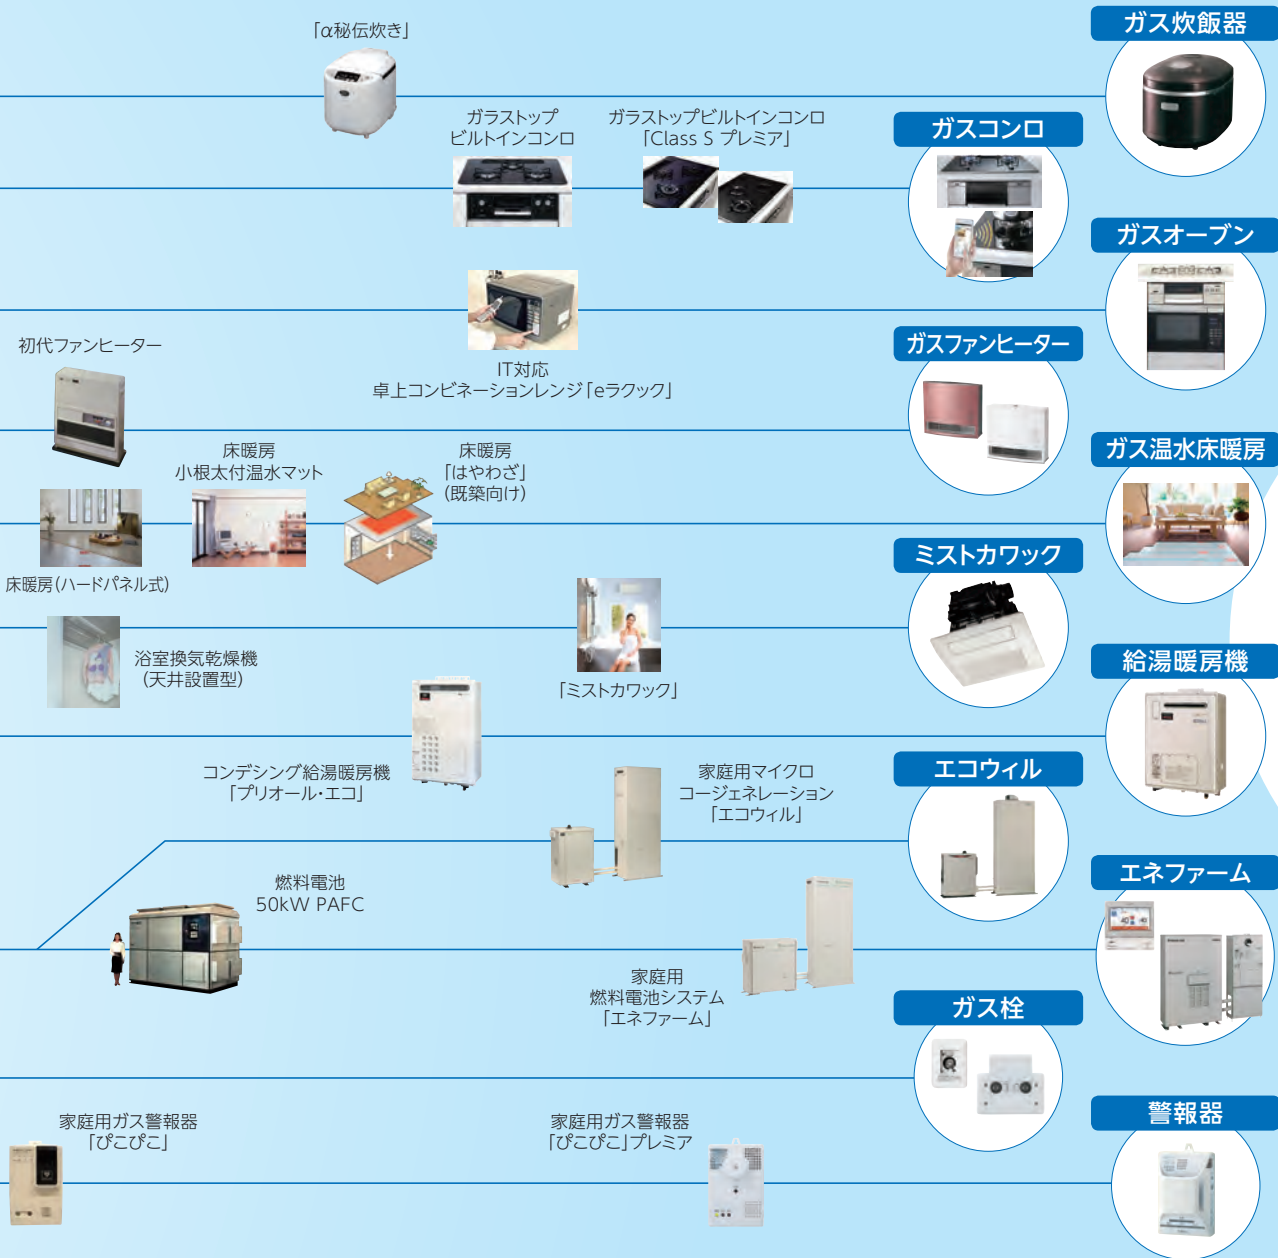 「α秘伝炊き」
ガス炊飯器
ガラストップ
ビルトインコンロ
ガラストップビルトインコンロ
「Class S プレミア」
ガスコンロ
ガスオーブン
IT対応
卓上コンビネーションレンジ「eラクック」
初代ファンヒーター
ガスファンヒーター
床暖房
小根太付温水マット
床暖房
「はやわざ」
(既築向け)
ガス温水床暖房
床暖房(ハードパネル式)
ミストカワック
浴室換気乾燥機
(天井設置型)
「ミストカワック」
給湯暖房機
コンデシング給湯暖房機
「プリオール・エコ」
家庭用マイクロ
コージェネレーション
「エコウィル」
エコウィル
燃料電池
50kW PAFC
エネファーム
家庭用
燃料電池システム
「エネファーム」
ガス栓
家庭用ガス警報器
「ぴこぴこ」
家庭用ガス警報器
「ぴこぴこ」プレミア
警報器